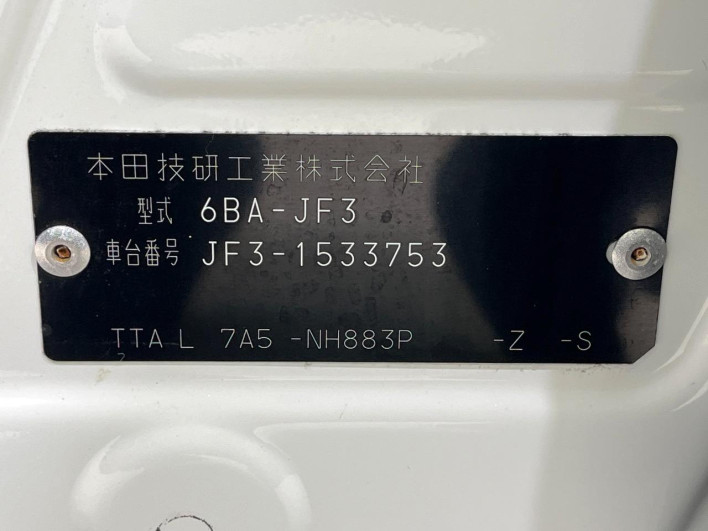 本田技研工業株式会社
型式 6BA-JF3
車台番号 JF3-1533753
TTA L 7A5 -NH883P -Z -S